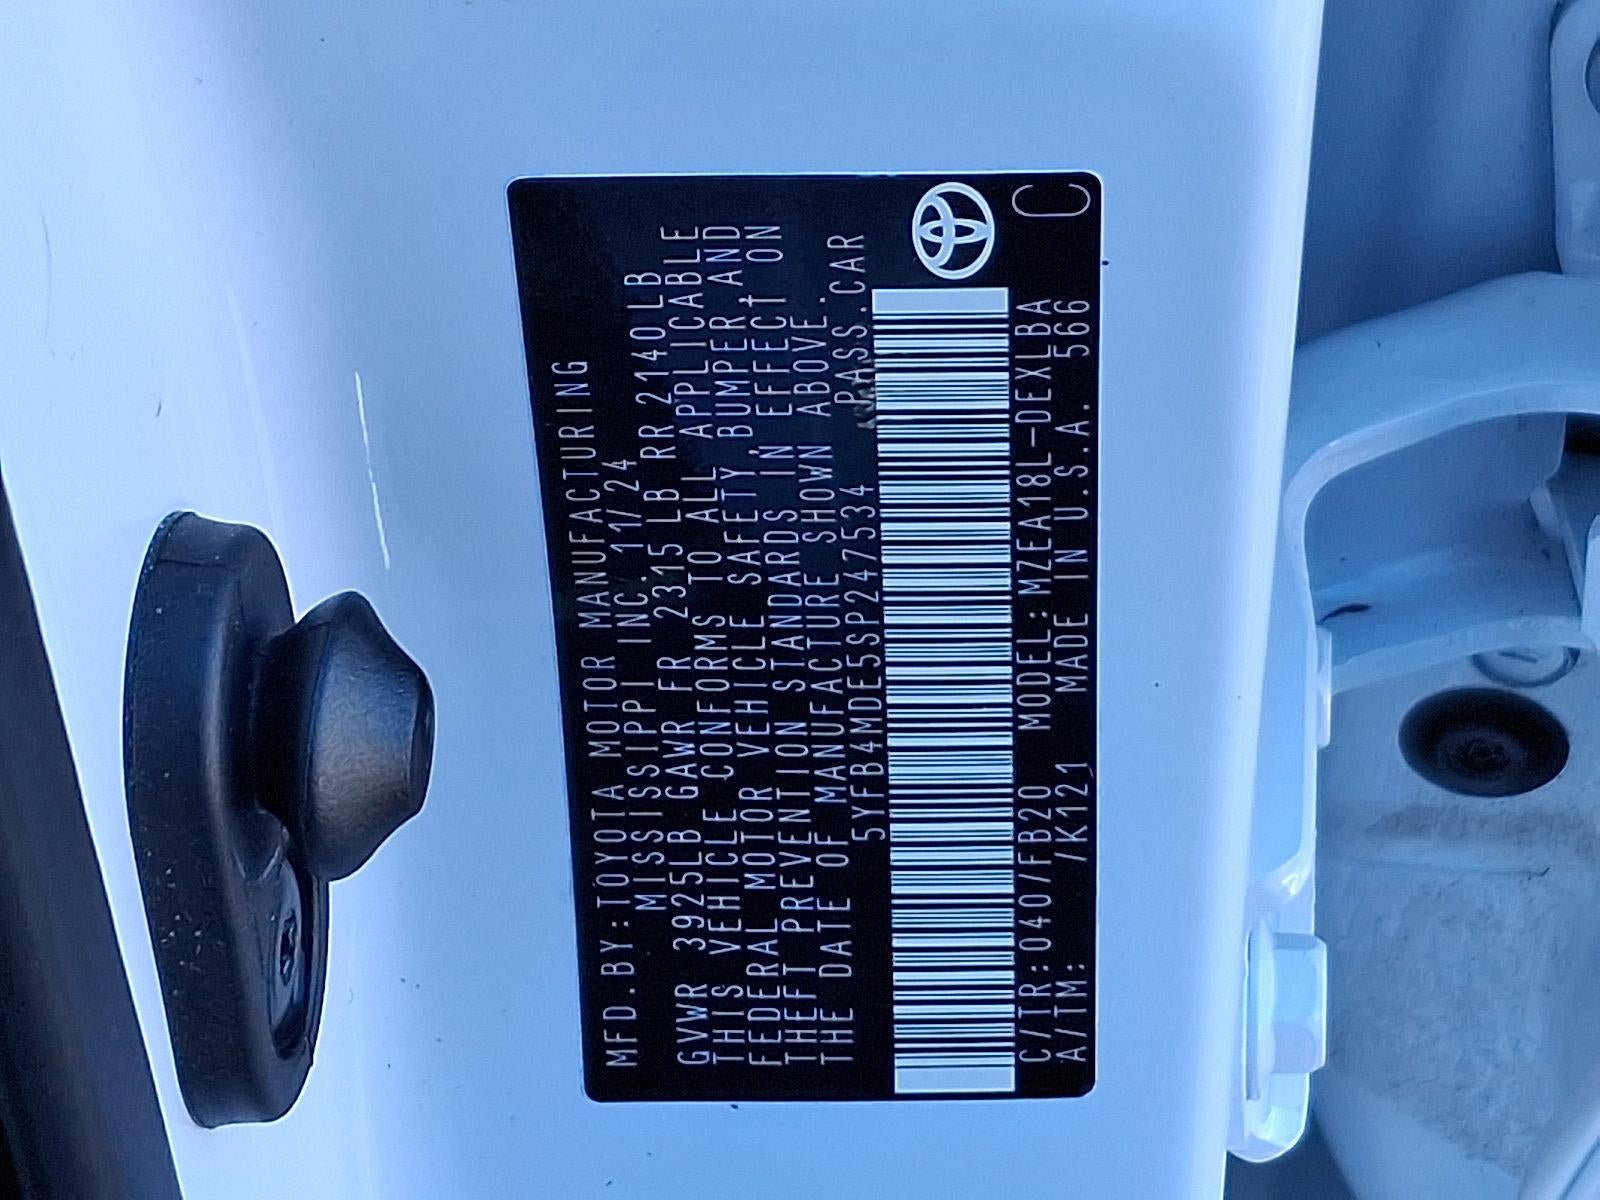 MFD.BY:TOYOTA MOTOR MANUFACTURING
MISSISSIPPI INC. 11/24
GVWR 3925LB GAWR FR 2315 LB RR 2140LB
THIS VEHICLE CONFORMS TO ALL APPLICABLE
FEDERAL MOTOR VEHICLE SAFETY, BUMPER, AND
THEFT PREVENTION STANDARDS IN EFFECT ON
THE DATE OF MANUFACTURE SHOWN ABOVE.
5YFB4MDE5SP247534 PASS.CAR
C/TR:040/FB20 MODEL:MZEA18L-DEXLBA
A/TM: /K121 MADE IN U.S.A. 566
C